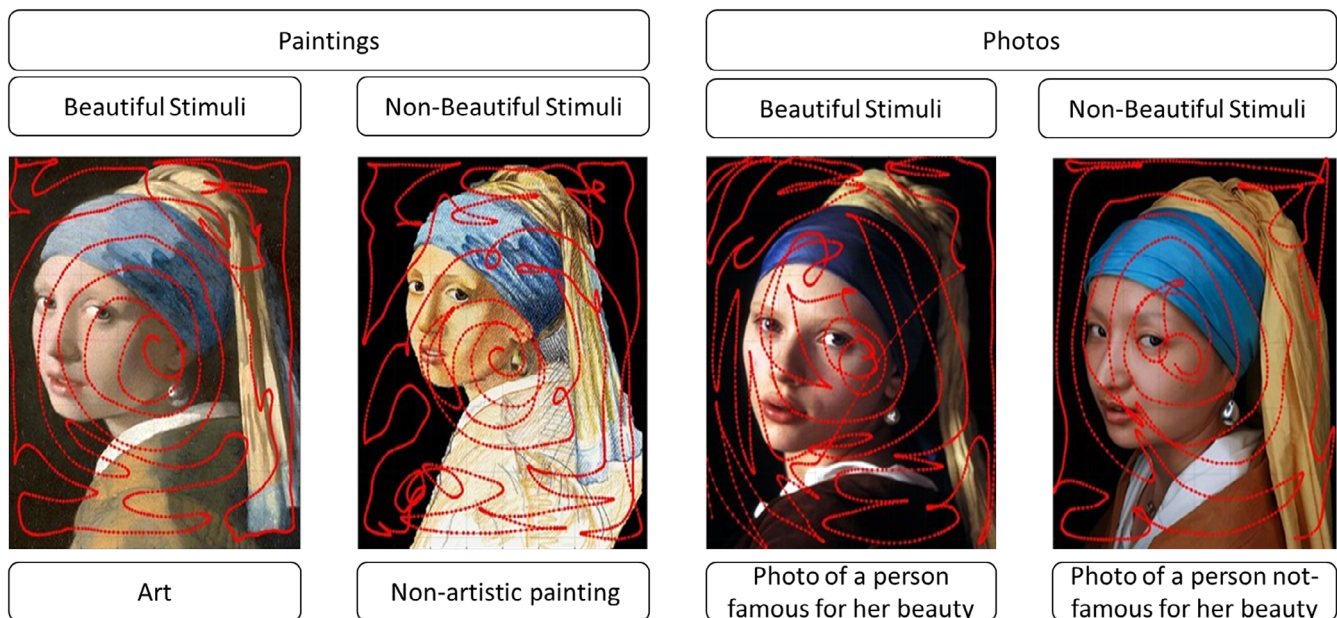 Paintings
Photos
Beautiful Stimuli
Non-Beautiful Stimuli
Beautiful Stimuli
Non-Beautiful Stimuli
Art
Non-artistic painting
Photo of a person
famous for her beauty
Photo of a person not-
famous for her beauty